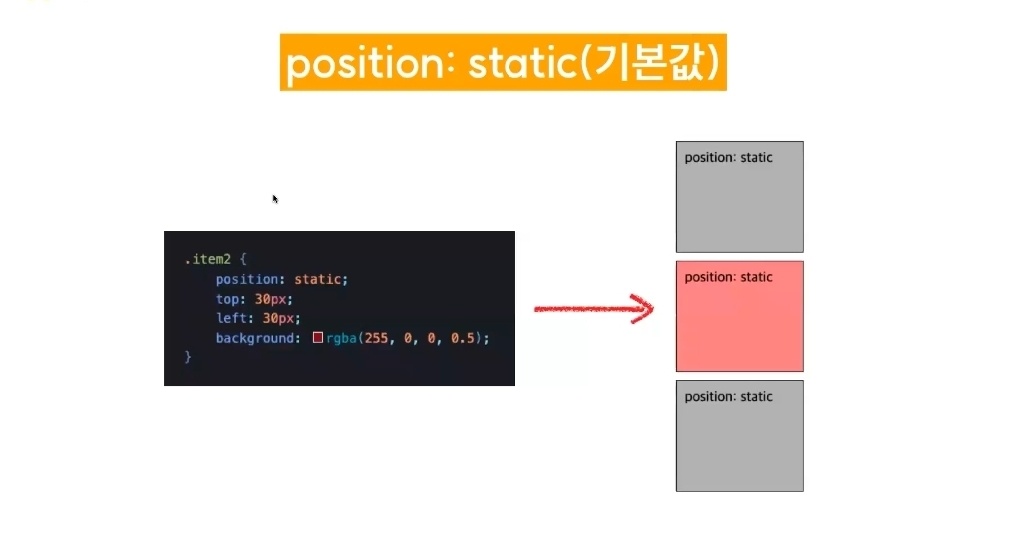 position: static(기본값)
position: static
.item2 {
position: static;
top: 30px;
left: 30px;
background: rgba(255, 0, 0, 0.5);
}
position: static
position: static